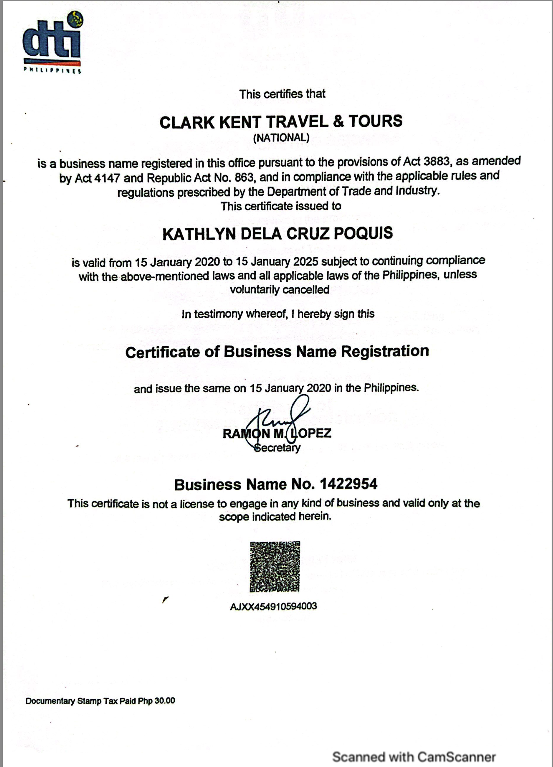 dti
PHILIPPINES
This certifies that
CLARK KENT TRAVEL & TOURS
(NATIONAL)
is a business name registered in this office pursuant to the provisions of Act 3883, as amended
by Act 4147 and Republic Act No. 863, and in compliance with the applicable rules and
regulations prescribed by the Department of Trade and Industry.
This certificate issued to
KATHLYN DELA CRUZ POQUIS
is valid from 15 January 2020 to 15 January 2025 subject to continuing compliance
with the above-mentioned laws and all applicable laws of the Philippines, unless
voluntarily cancelled
In testimony whereof, I hereby sign this
Certificate of Business Name Registration
and issue the same on 15 January 2020 in the Philippines.
RAMON M. LOPEZ
Secretary
Business Name No. 1422954
This certificate is not a license to engage in any kind of business and valid only at the
scope indicated herein.
AJXX454910594003
Documentary Stamp Tax Paid Php 30.00
Scanned with CamScanner